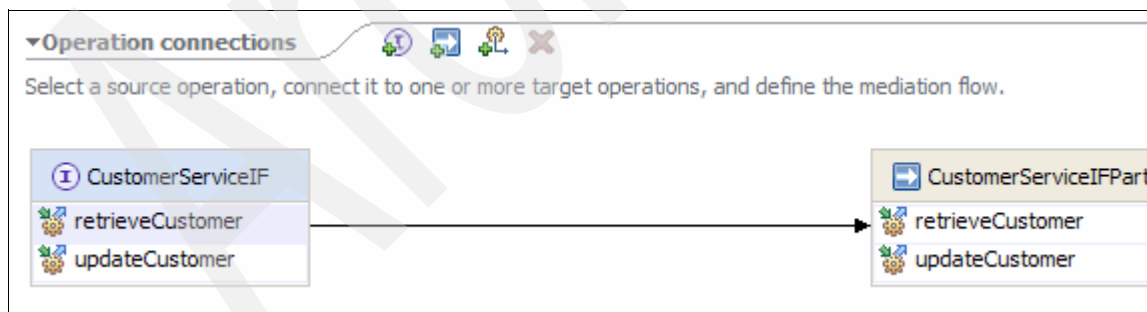 Operation connections
Select a source operation, connect it to one or more target operations, and define the mediation flow.
CustomerServiceIF
CustomerServiceIFPart
retrieveCustomer
retrieveCustomer
updateCustomer
updateCustomer